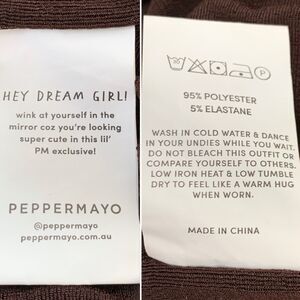 HEY DREAM GIRL!
wink at yourself in the
mirror coz you're looking
super cute in this lil'
PM exclusive!
PEPPERMAYO
@peppermayo
peppermayo.com.au
95% POLYESTER
5% ELASTANE
WASH IN COLD WATER & DANCE
IN YOUR UNDIES WHILE YOU WAIT.
DO NOT BLEACH THIS OUTFIT OR
COMPARE YOURSELF TO OTHERS.
LOW IRON HEAT & LOW TUMBLE
DRY TO FEEL LIKE A WARM HUG
WHEN WORN.
MADE IN CHINA